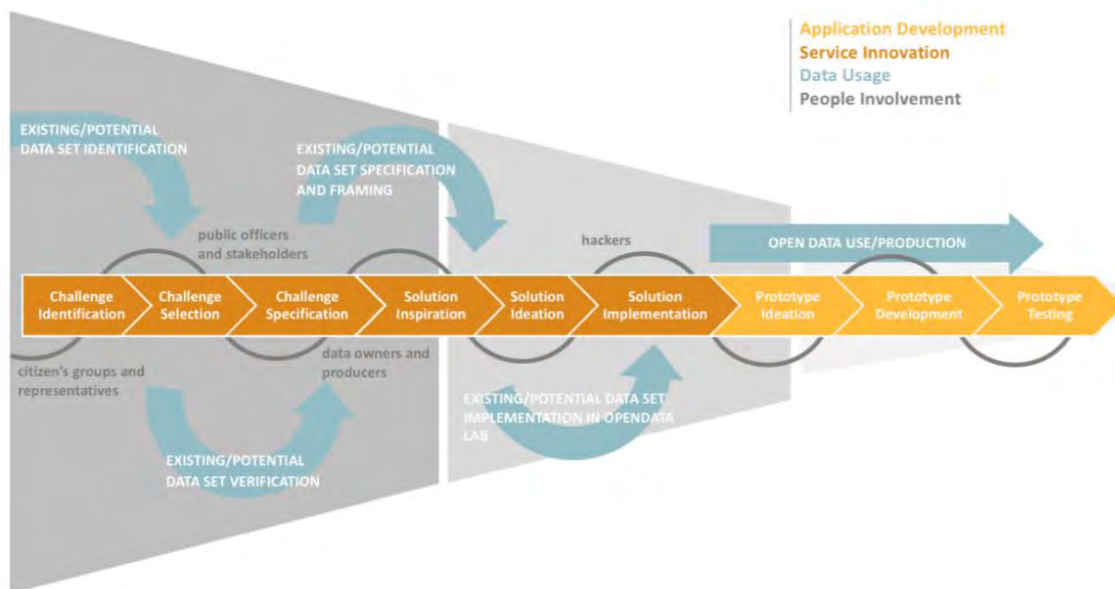 Application Development
Service Innovation
Data Usage
People Involvement
EXISTING/POTENTIAL
DATA SET IDENTIFICATION
EXISTING/POTENTIAL
DATA SET SPECIFICATION
AND FRAMING
public officers
and stakeholders
hackers
OPEN DATA USE/PRODUCTION
Challenge
Identification
Challenge
Selection
Challenge
Specification
Solution
Inspiration
Solution
Ideation
Solution
Implementation
Prototype
Ideation
Prototype
Development
Prototype
Testing
citizen's groups and
representatives
data owners and
producers
EXISTING/POTENTIAL DATA SET
IMPLEMENTATION IN OPENDATA
LAB
EXISTING/POTENTIAL
DATA SET VERIFICATION